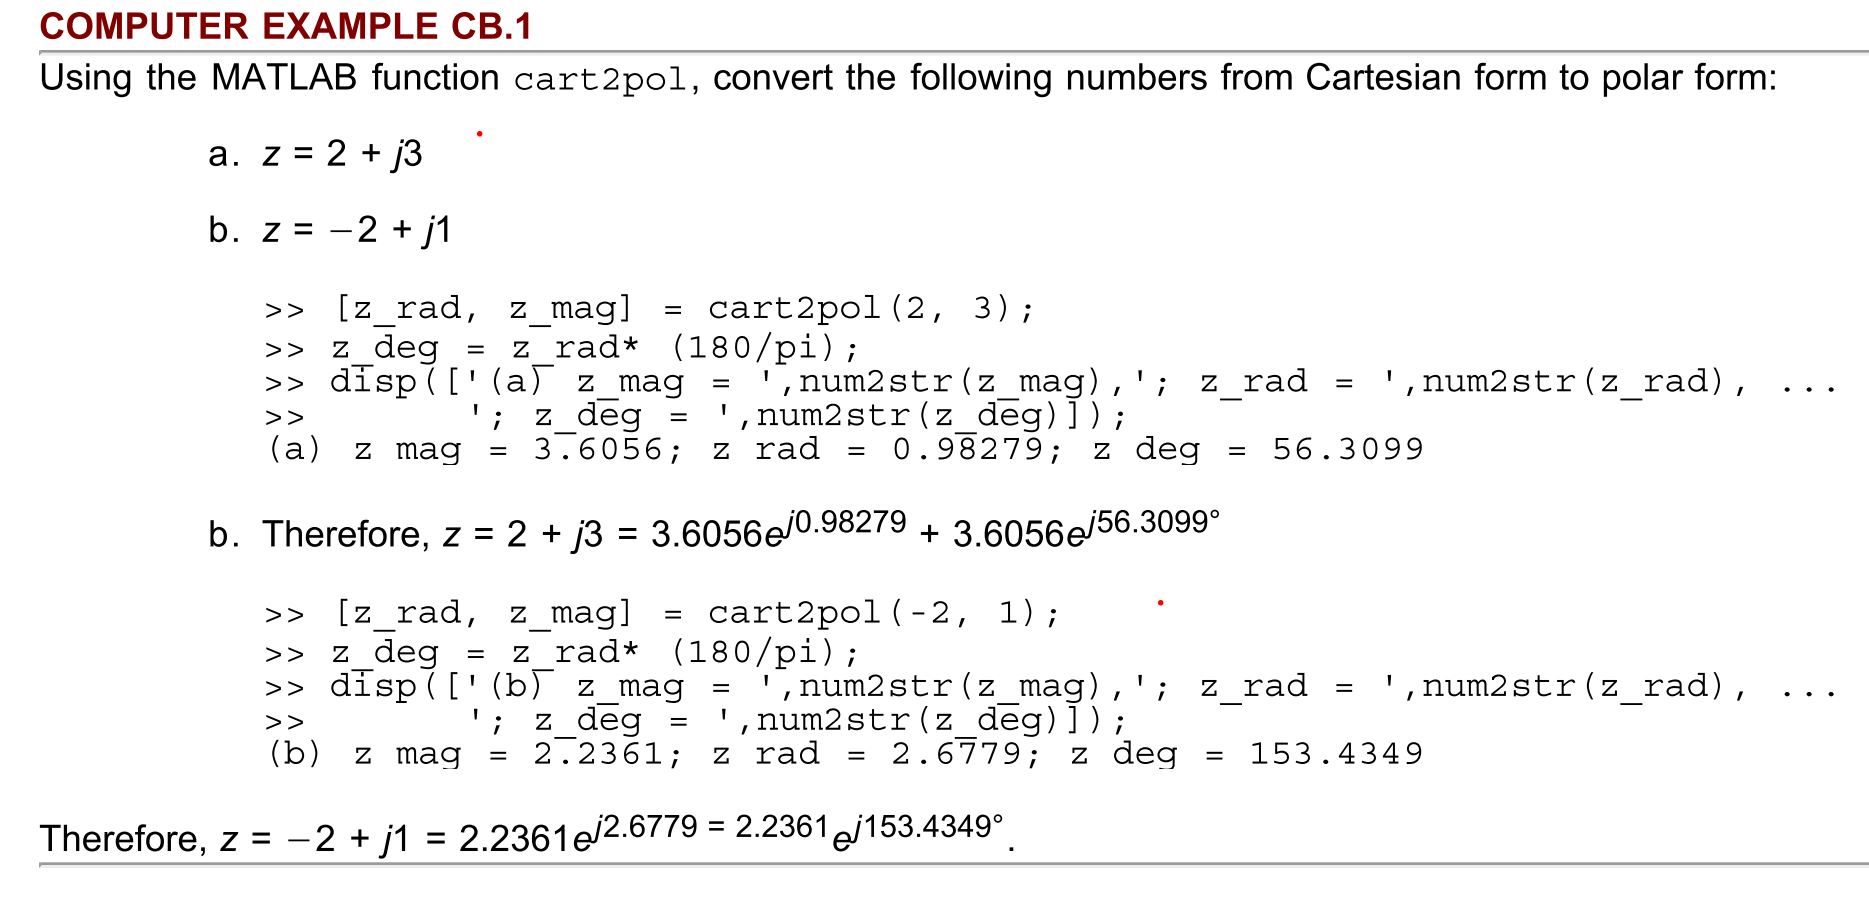 COMPUTER EXAMPLE CB.1
Using the MATLAB function cart2pol, convert the following numbers from Cartesian form to polar form:
a. z = 2 + j3
b. z = −2 + j1
>> [z_rad, z_mag] = cart2pol(2, 3);
>> z_deg = z_rad* (180/pi);
>> disp(['(a) z_mag = ',num2str(z_mag),'; z_rad = ',num2str(z_rad), ...
>> '; z_deg = ',num2str(z_deg)]);
(a) z mag = 3.6056; z rad = 0.98279; z deg = 56.3099
b. Therefore, z = 2 + j3 = 3.6056e^j0.98279 + 3.6056e^j56.3099°
>> [z_rad, z_mag] = cart2pol(-2, 1);
>> z_deg = z_rad* (180/pi);
>> disp(['(b) z_mag = ',num2str(z_mag),'; z_rad = ',num2str(z_rad), ...
>> '; z_deg = ',num2str(z_deg)]);
(b) z mag = 2.2361; z rad = 2.6779; z deg = 153.4349
Therefore, z = −2 + j1 = 2.2361e^j2.6779 = 2.2361e^j153.4349°.